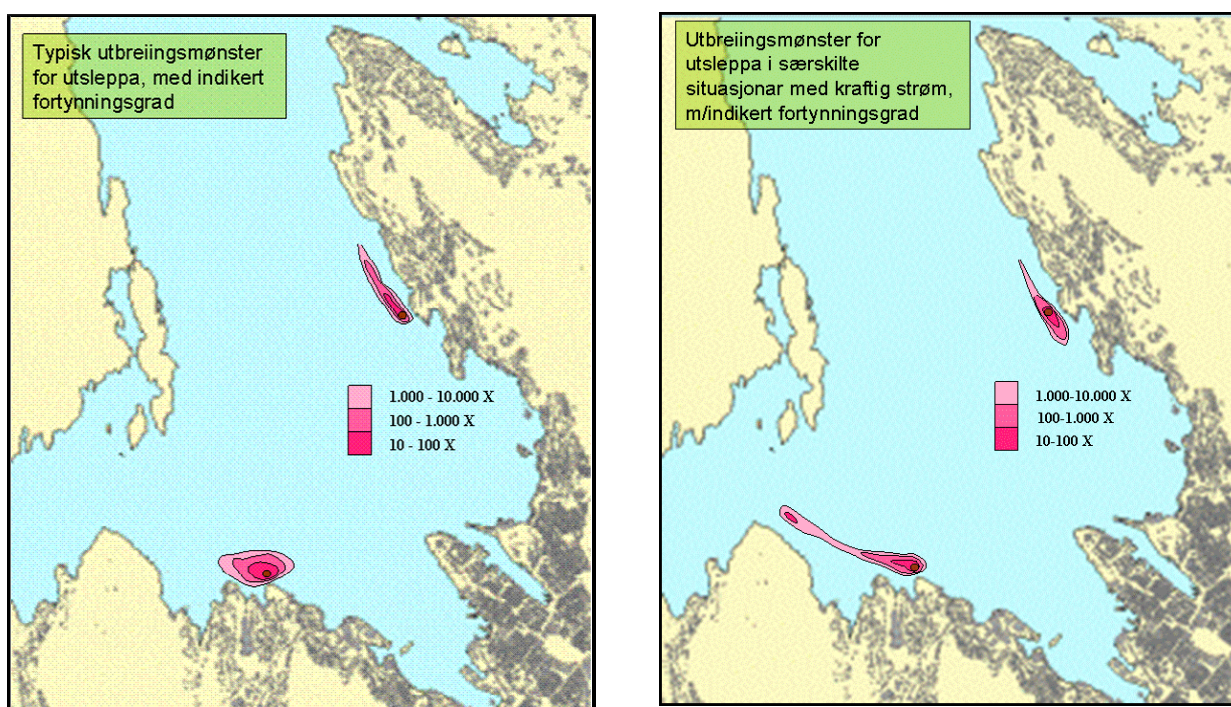 Typisk utbreiingsmønster
for utsleppa, med indikert
fortynningsgrad
1.000 - 10.000 X
100 - 1.000 X
10 - 100 X
Utbreiingsmønster for
utsleppa i særskilte
situasjonar med kraftig strøm,
m/indikert fortynningsgrad
1.000-10.000 X
100-1.000 X
10-100 X